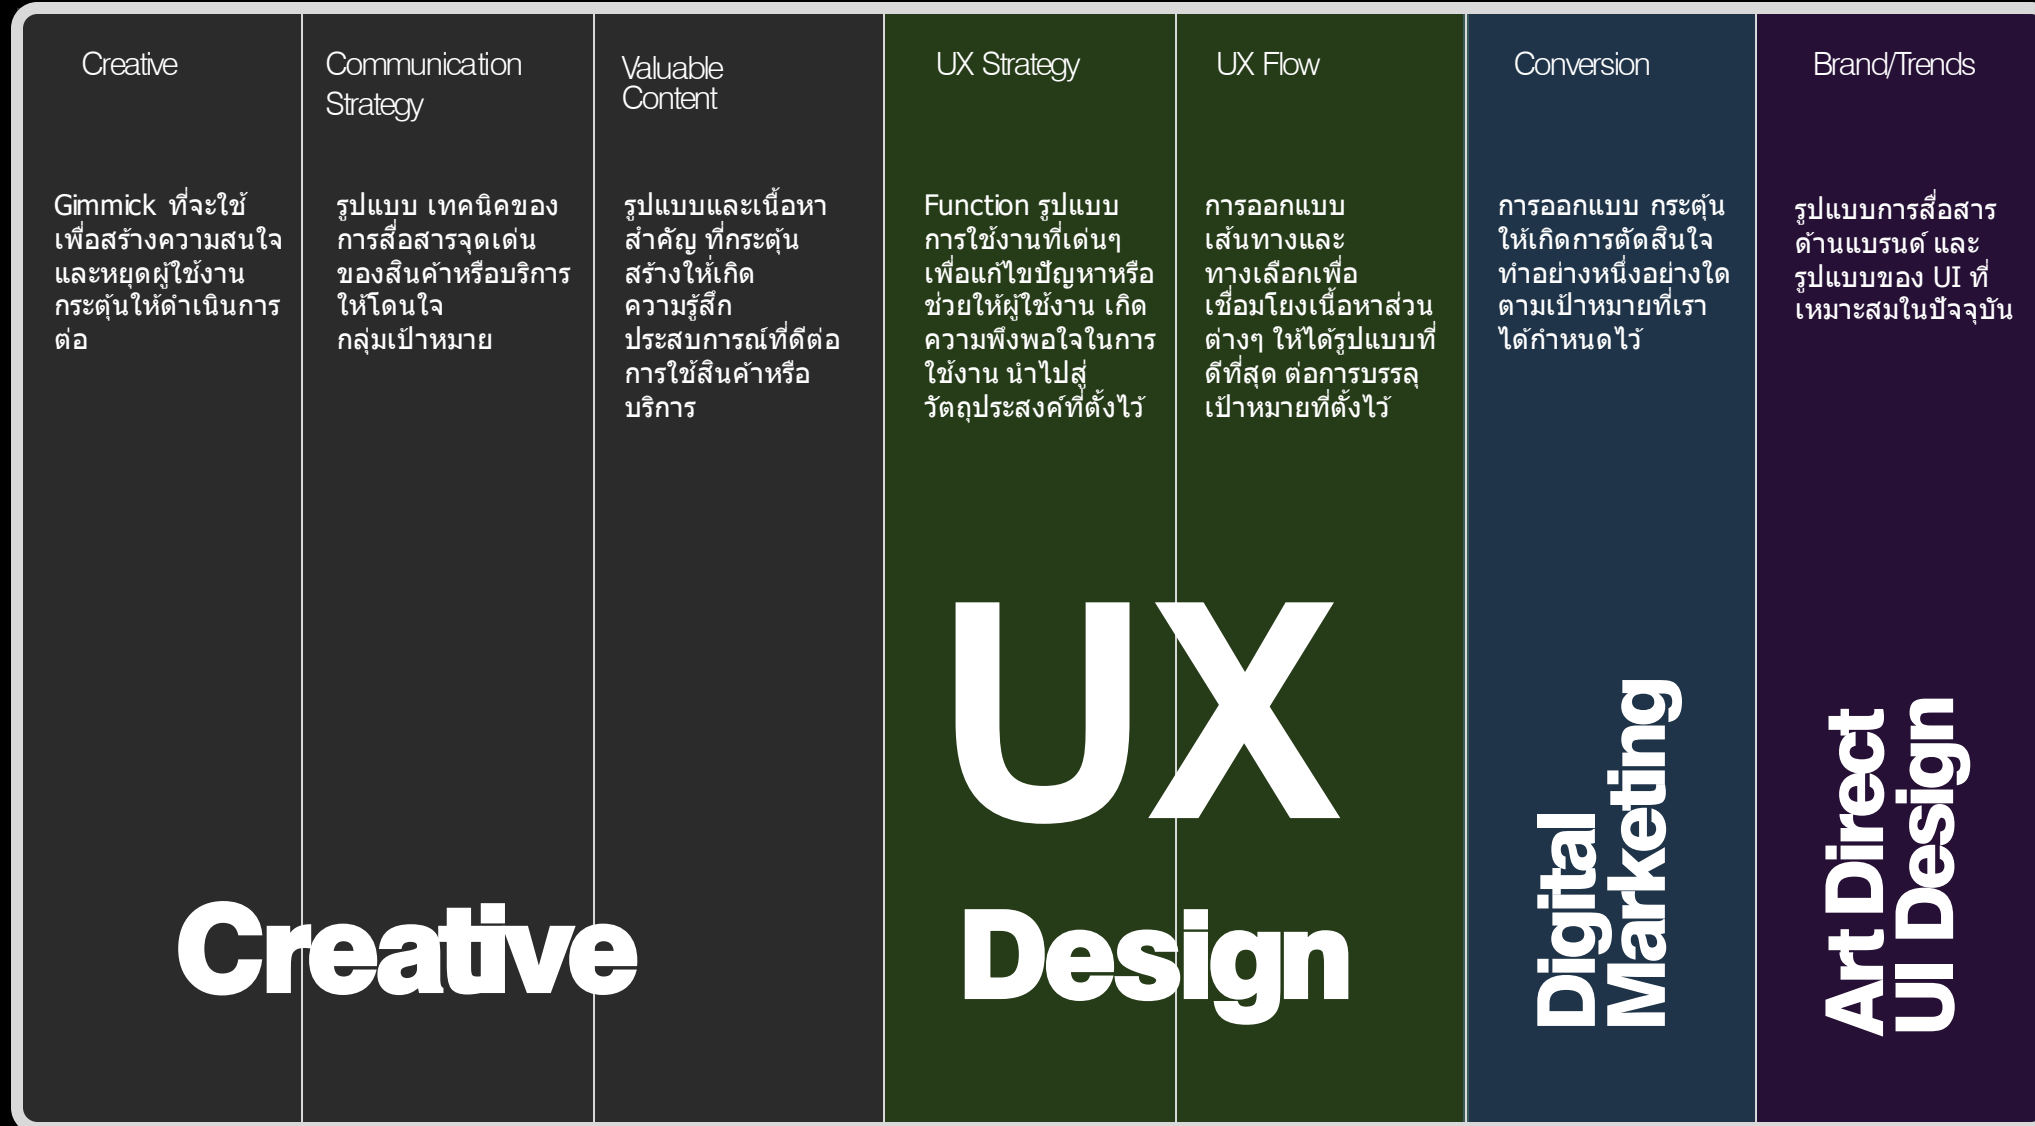 Creative
Gimmick ที่จะใช้
เพื่อสร้างความสนใจ
และหยุดผู้ใช้งาน
กระตุ้นให้ดำเนินการ
ต่อ
Communication
Strategy
รูปแบบ เทคนิคของ
การสื่อสารจุดเด่น
ของสินค้าหรือบริการ
ให้โดนใจ
กลุ่มเป้าหมาย
Valuable
Content
รูปแบบและเนื้อหา
สำคัญ ที่กระตุ้น
สร้างให้่เกิด
ความรู้สึก
ประสบการณ์ที่ดีต่อ
การใช้สินค้าหรือ
บริการ
Creative
UX Strategy
Function รูปแบบ
การใช้งานที่เด่นๆ
เพื่อแก้ไขปัญหาหรือ
ช่วยให้ผู้ใช้งาน เกิด
ความพึงพอใจในการ
ใช้งาน นำไปสู่
วัตถุประสงค์ที่ตั้งไว้
UX Flow
การออกแบบ
เส้นทางและ
ทางเลือกเพื่อ
เชื่อมโยงเนื้อหาส่วน
ต่างๆ ให้ได้รูปแบบที่
ดีที่สุด ต่อการบรรลุ
เป้าหมายที่ตั้งไว้
UX
Design
Conversion
การออกแบบ กระตุ้น
ให้เกิดการตัดสินใจ
ทำอย่างหนึ่งอย่างใด
ตามเป้าหมายที่เรา
ได้กำหนดไว้
Digital
Marketing
Brand/Trends
รูปแบบการสื่อสาร
ด้านแบรนด์ และ
รูปแบบของ UI ที่
เหมาะสมในปัจจุบัน
Art Direct
UI Design